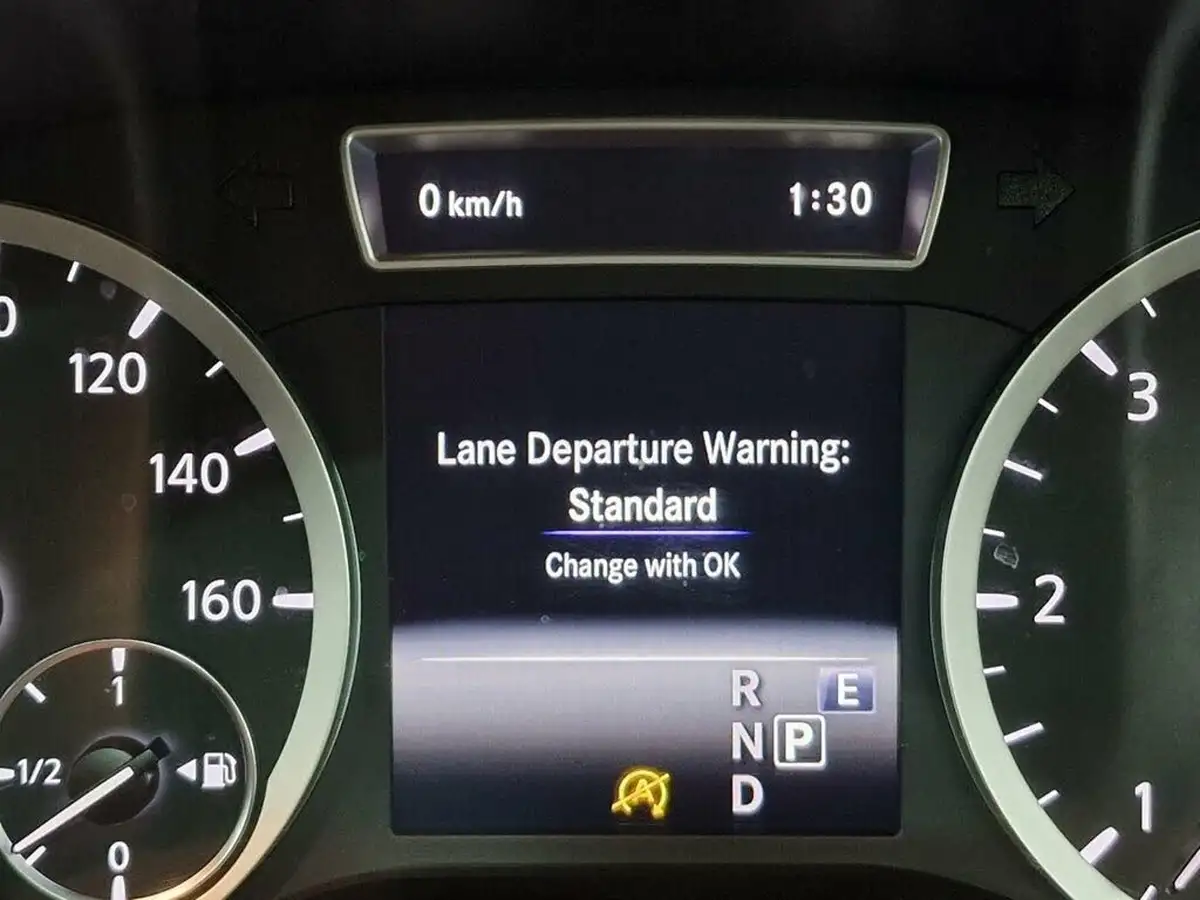 0 km/h
1:30
120
140
160
Lane Departure Warning:
Standard
Change with OK
R
E
N
P
D
A
1
1/2
0
3
2
1